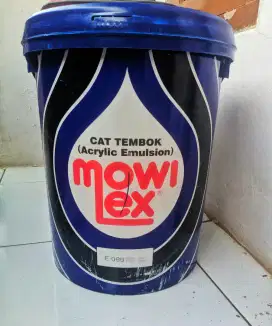 CAT TEMBOK
(Acrylic Emulsion)
mowi
Lex